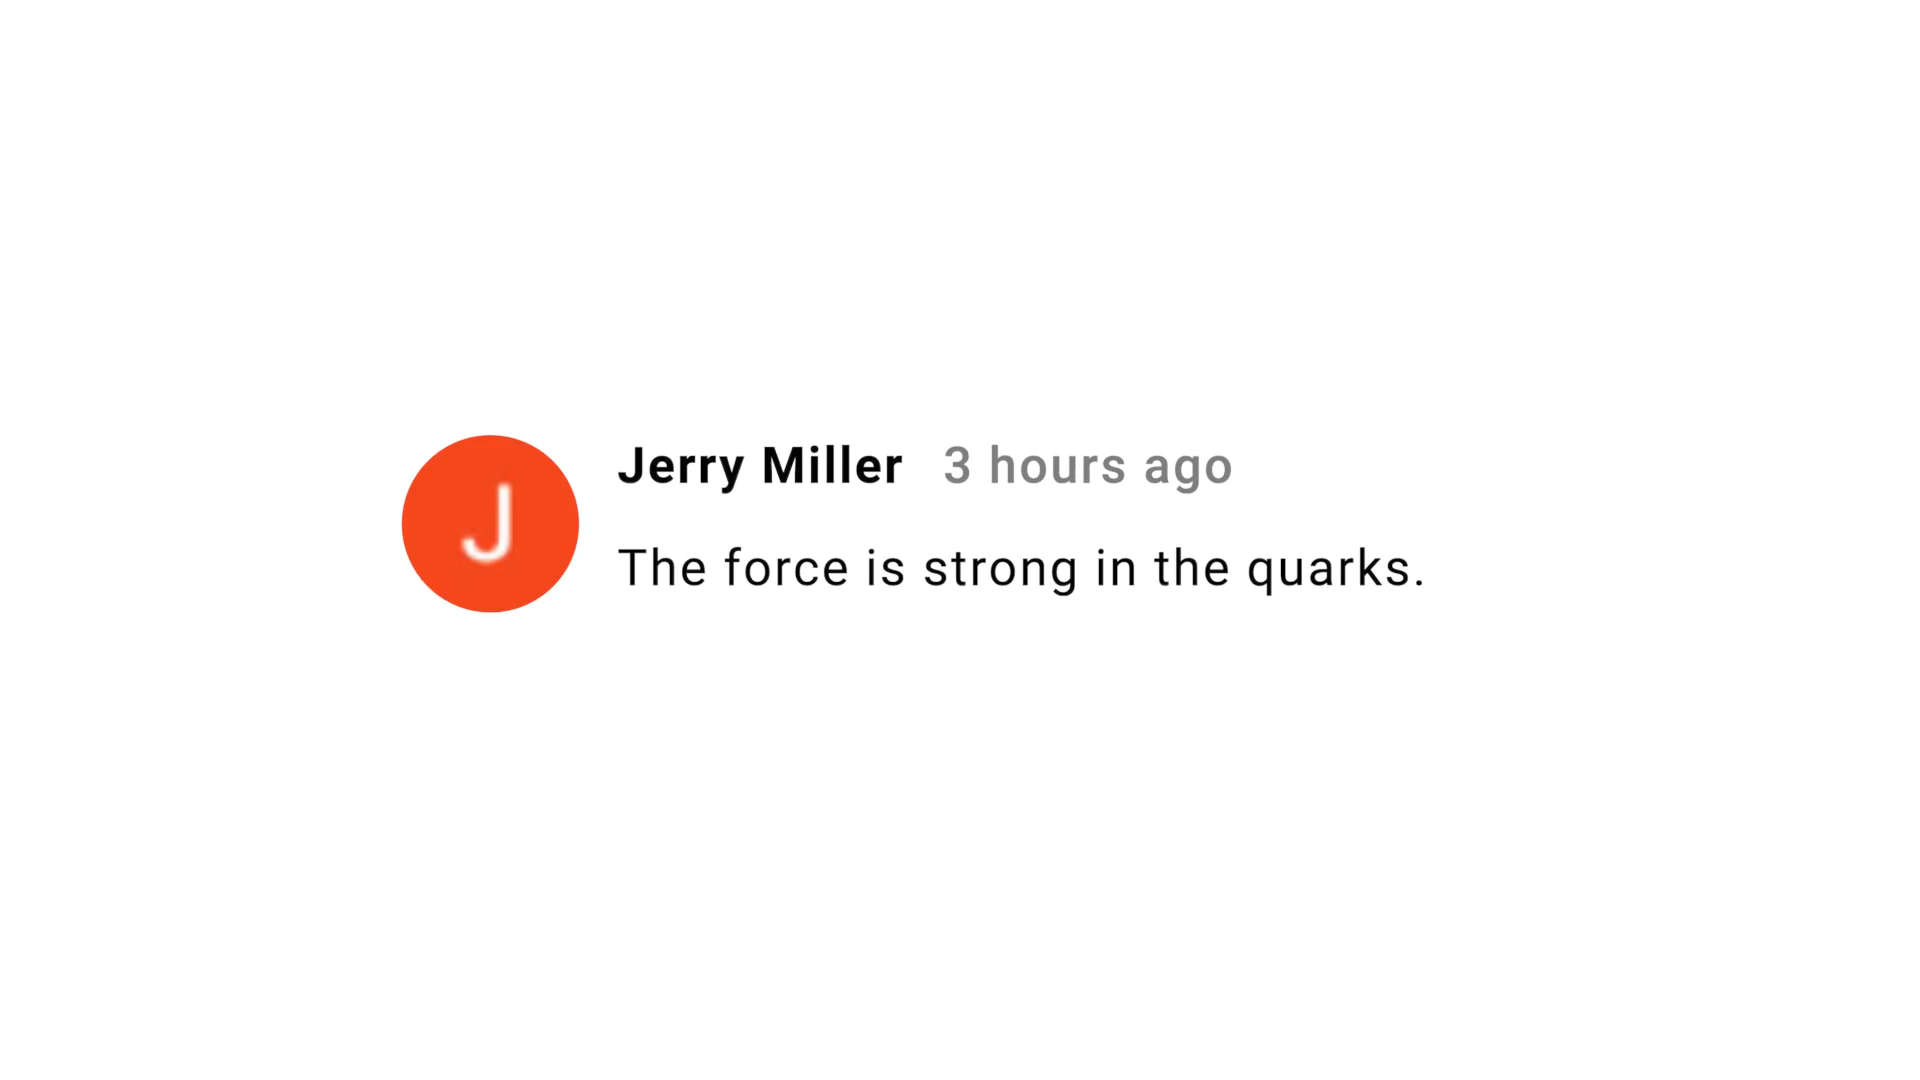 J
Jerry Miller 3 hours ago
The force is strong in the quarks.